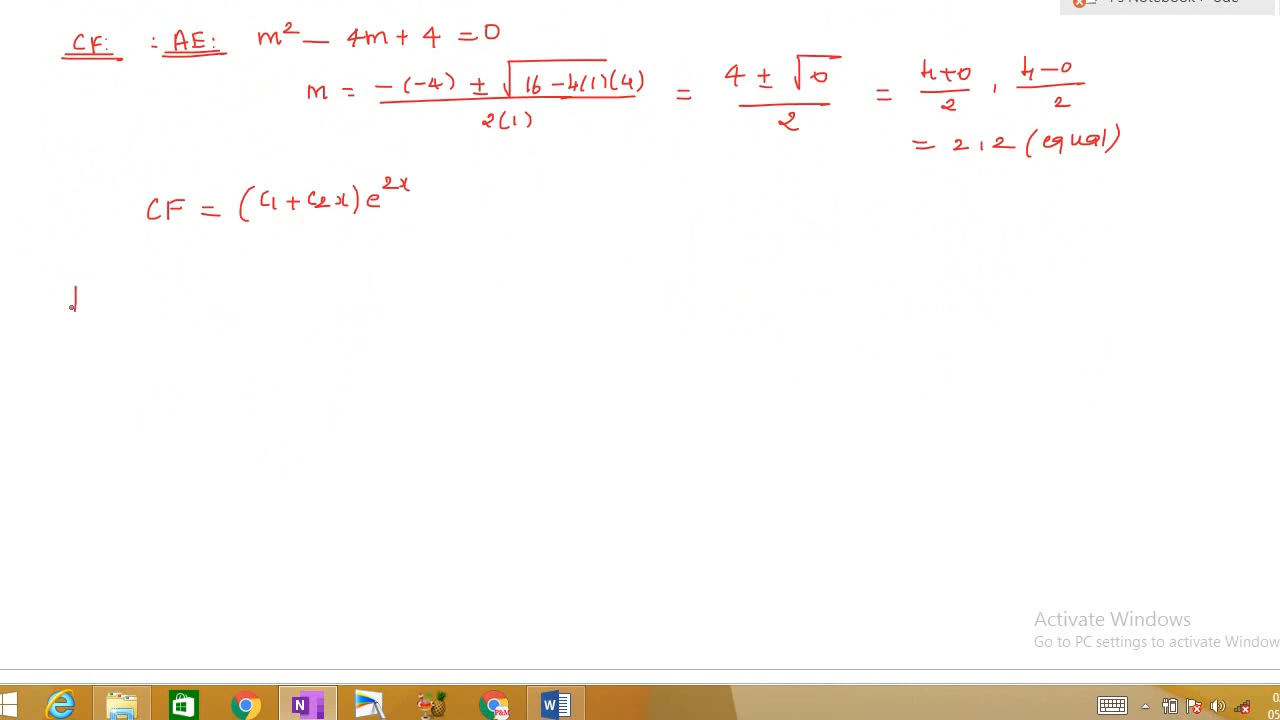 CF: : AE: m² - 4m + 4 = 0
m = -(-4) ± √16 - 4(1)(4) / 2(1) = 4 ± √0 / 2 = 4+0 / 2 , 4-0 / 2
= 2, 2 (equal)
CF = (C₁ + C₂x) e^2x
Activate Windows
Go to PC settings to activate Window